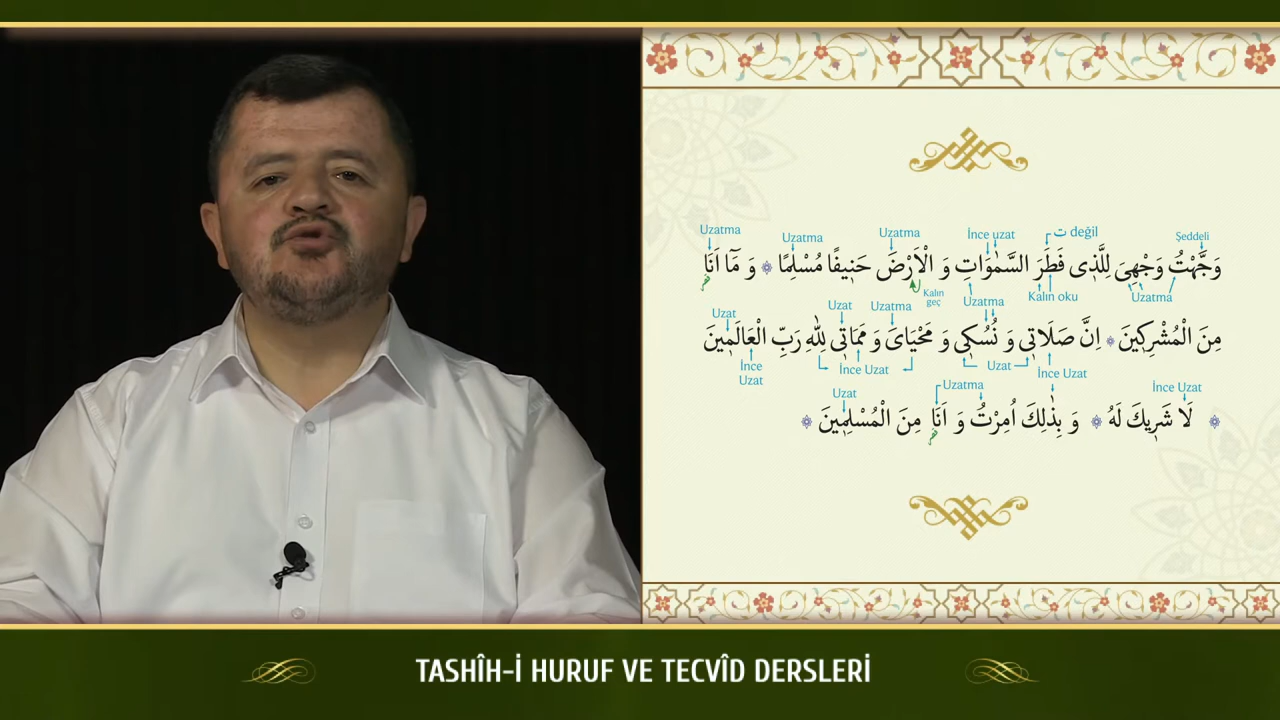 Uzatma Uzatma Uzatma İnce uzat ت değil Şeddeli
وَجَّهْتُ وَجْهِىَ لِلَّذٖى فَطَرَ السَّمٰوَاتِ وَ الْاَرْضَ حَنٖيفًا مُسْلِمًا ۞ وَ مَٓا اَنَا
قصر
Kalın geç Kalın oku Uzatma
Uzat Uzat Uzatma Uzatma
مِنَ الْمُشْرِكٖينَ ۞ اِنَّ صَلَاتٖى وَ نُسُكٖى وَ مَحْيَاىَ وَ مَمَاتٖى لِلّٰهِ رَبِّ الْعَالَمٖينَ
İnce Uzat İnce Uzat Uzat İnce Uzat
Uzat Uzatma İnce Uzat
۞ لَا شَرٖيكَ لَهُ ۞ وَ بِذٰلِكَ اُمِرْتُ وَ اَنَا مِنَ الْمُسْلِمٖينَ ۞
قصر
TASHÎH-İ HURUF VE TECVÎD DERSLERİ